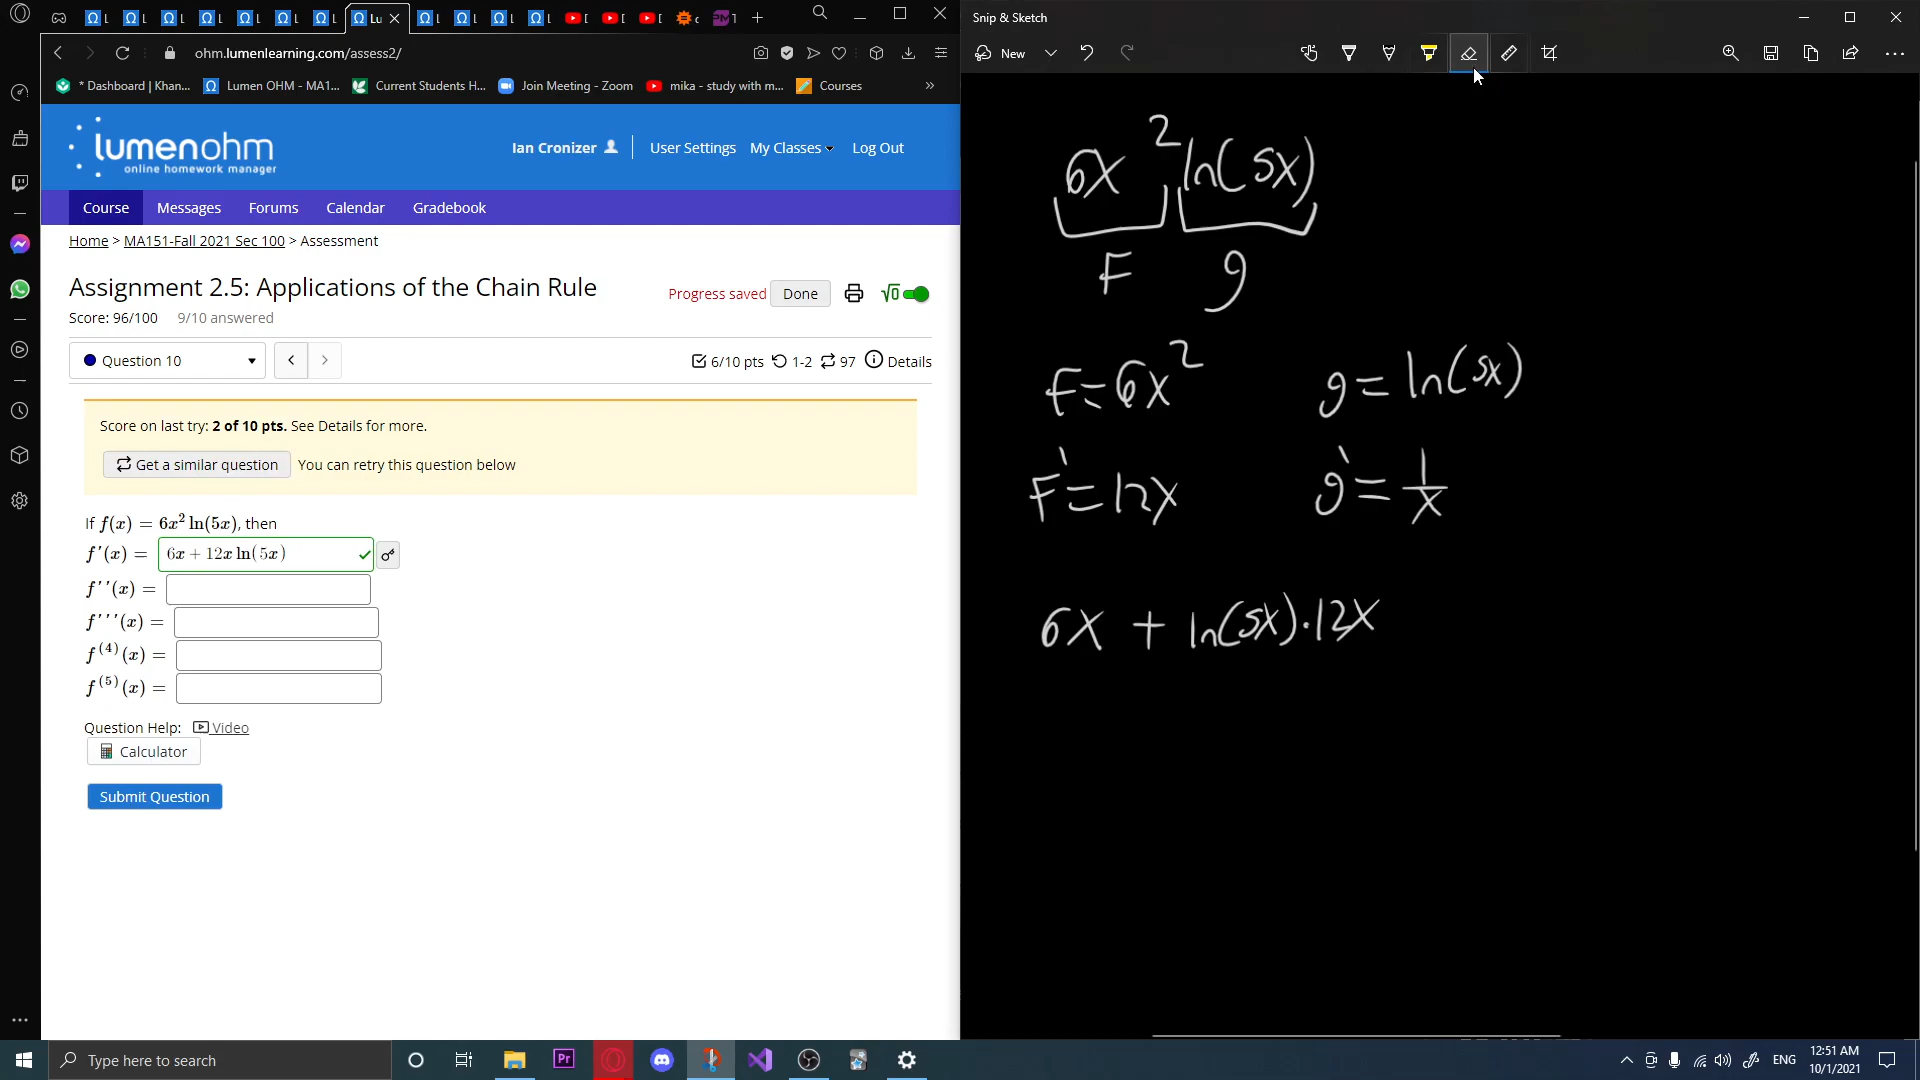 Lu
Snip & Sketch
ohm.lumenlearning.com/assess2/
New
* Dashboard | Khan...
Lumen OHM - MA1...
Current Students H...
Join Meeting - Zoom
mika - study with m...
Courses
»
lumenohm
online homework manager
Ian Cronizer
User Settings
My Classes
Log Out
Course Messages Forums Calendar Gradebook
Home > MA151-Fall 2021 Sec 100 > Assessment
Assignment 2.5: Applications of the Chain Rule
Progress saved
Done
√0
Score: 96/100 9/10 answered
Question 10
<
>
6/10 pts 1-2 97 Details
Score on last try: 2 of 10 pts. See Details for more.
Get a similar question You can retry this question below
If f(x) = 6x² ln(5x), then
f'(x) = 6x + 12x ln(5x)
f''(x) =
f'''(x) =
f⁽⁴⁾(x) =
f⁽⁵⁾(x) =
Question Help: Video
Calculator
Submit Question
6x² ln(5x)
F g
F=6x² g=ln(5x)
F'=12x g'=1/x
6x + ln(5x)·12x
Type here to search
Pr
ENG
12:51 AM
10/1/2021